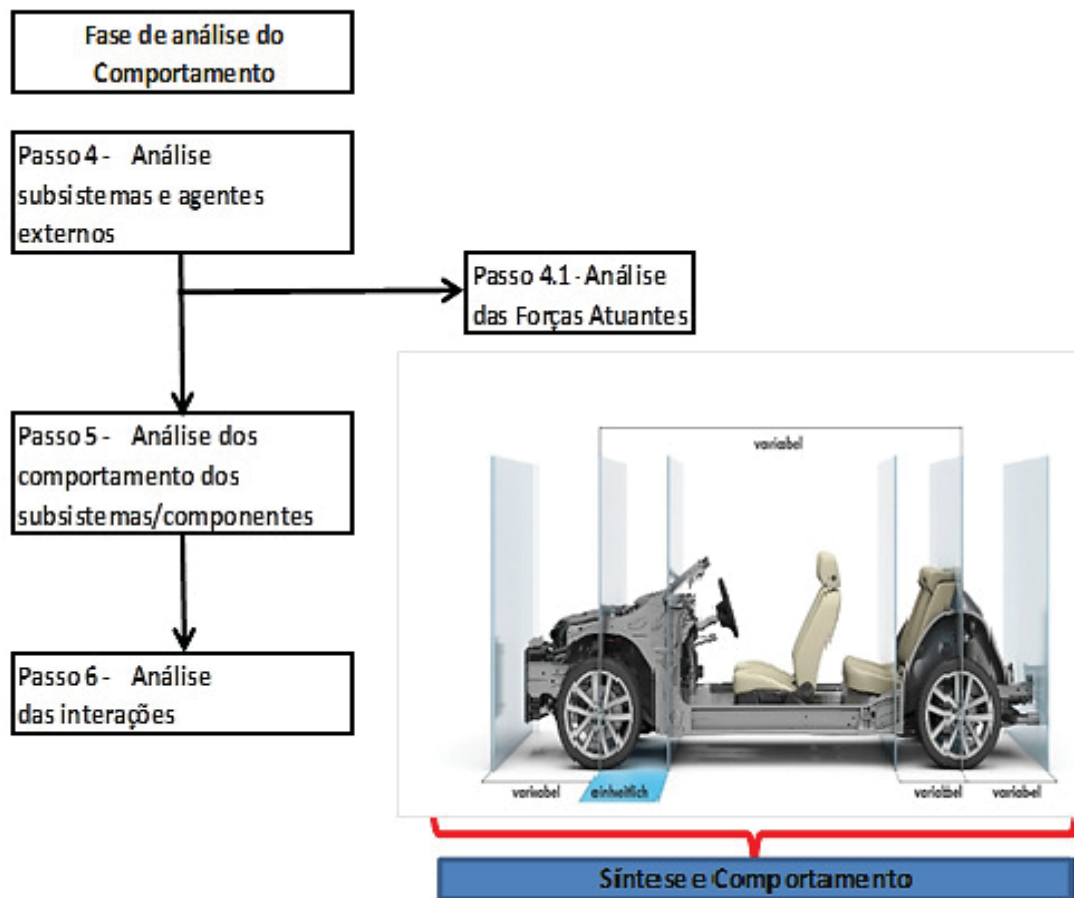 Fase de análise do
Comportamento
Passo 4 - Análise
subsistemas e agentes
externos
Passo 4.1 - Análise
das Forças Atuantes
Passo 5 - Análise dos
comportamento dos
subsistemas/componentes
Passo 6 - Análise
das interações
variabel
variabel
einheitlich
variabel
variabel
Síntese e Comportamento